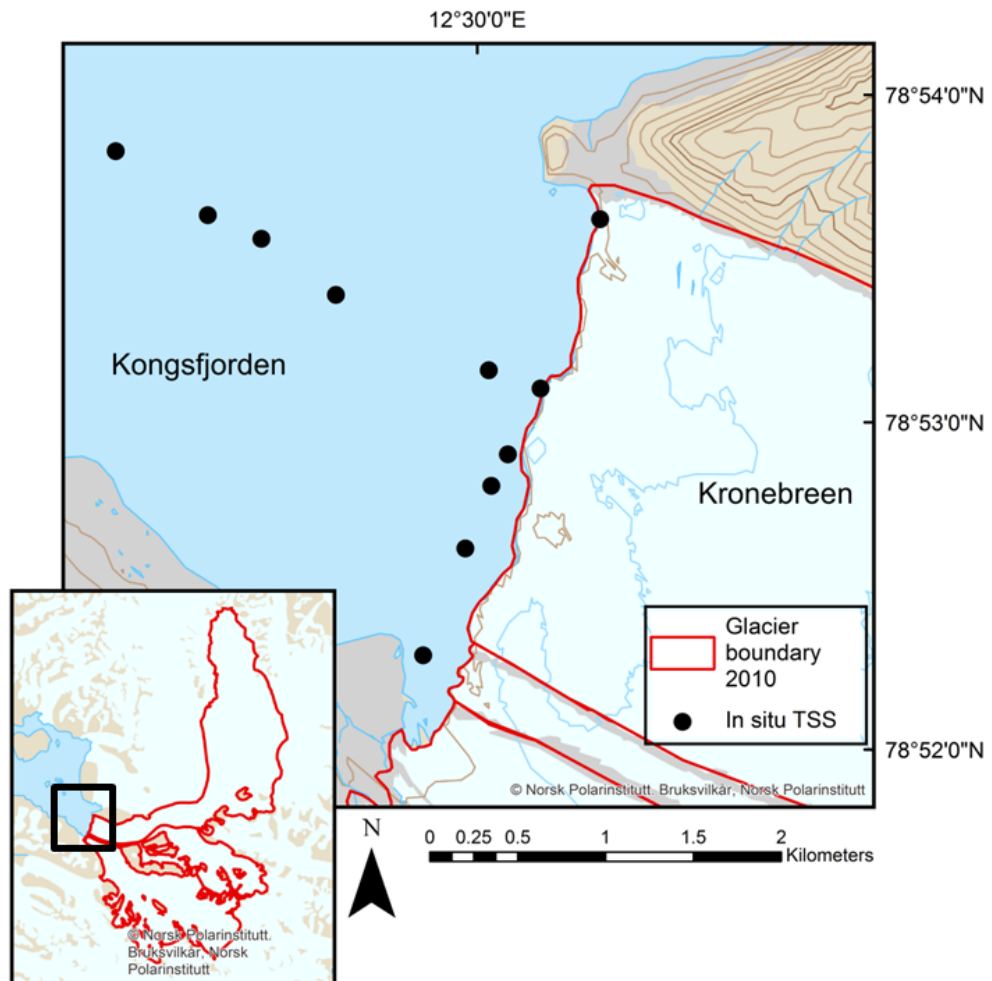 12°30'0"E
78°54'0"N
Kongsfjorden
78°53'0"N
Kronebreen
Glacier
boundary
2010
In situ TSS
78°52'0"N
© Norsk Polarinstitutt. Bruksvilkår, Norsk Polarinstitutt
N
0 0.25 0.5 1 1.5 2
Kilometers
© Norsk Polarinstitutt.
Bruksvilkår, Norsk
Polarinstitutt